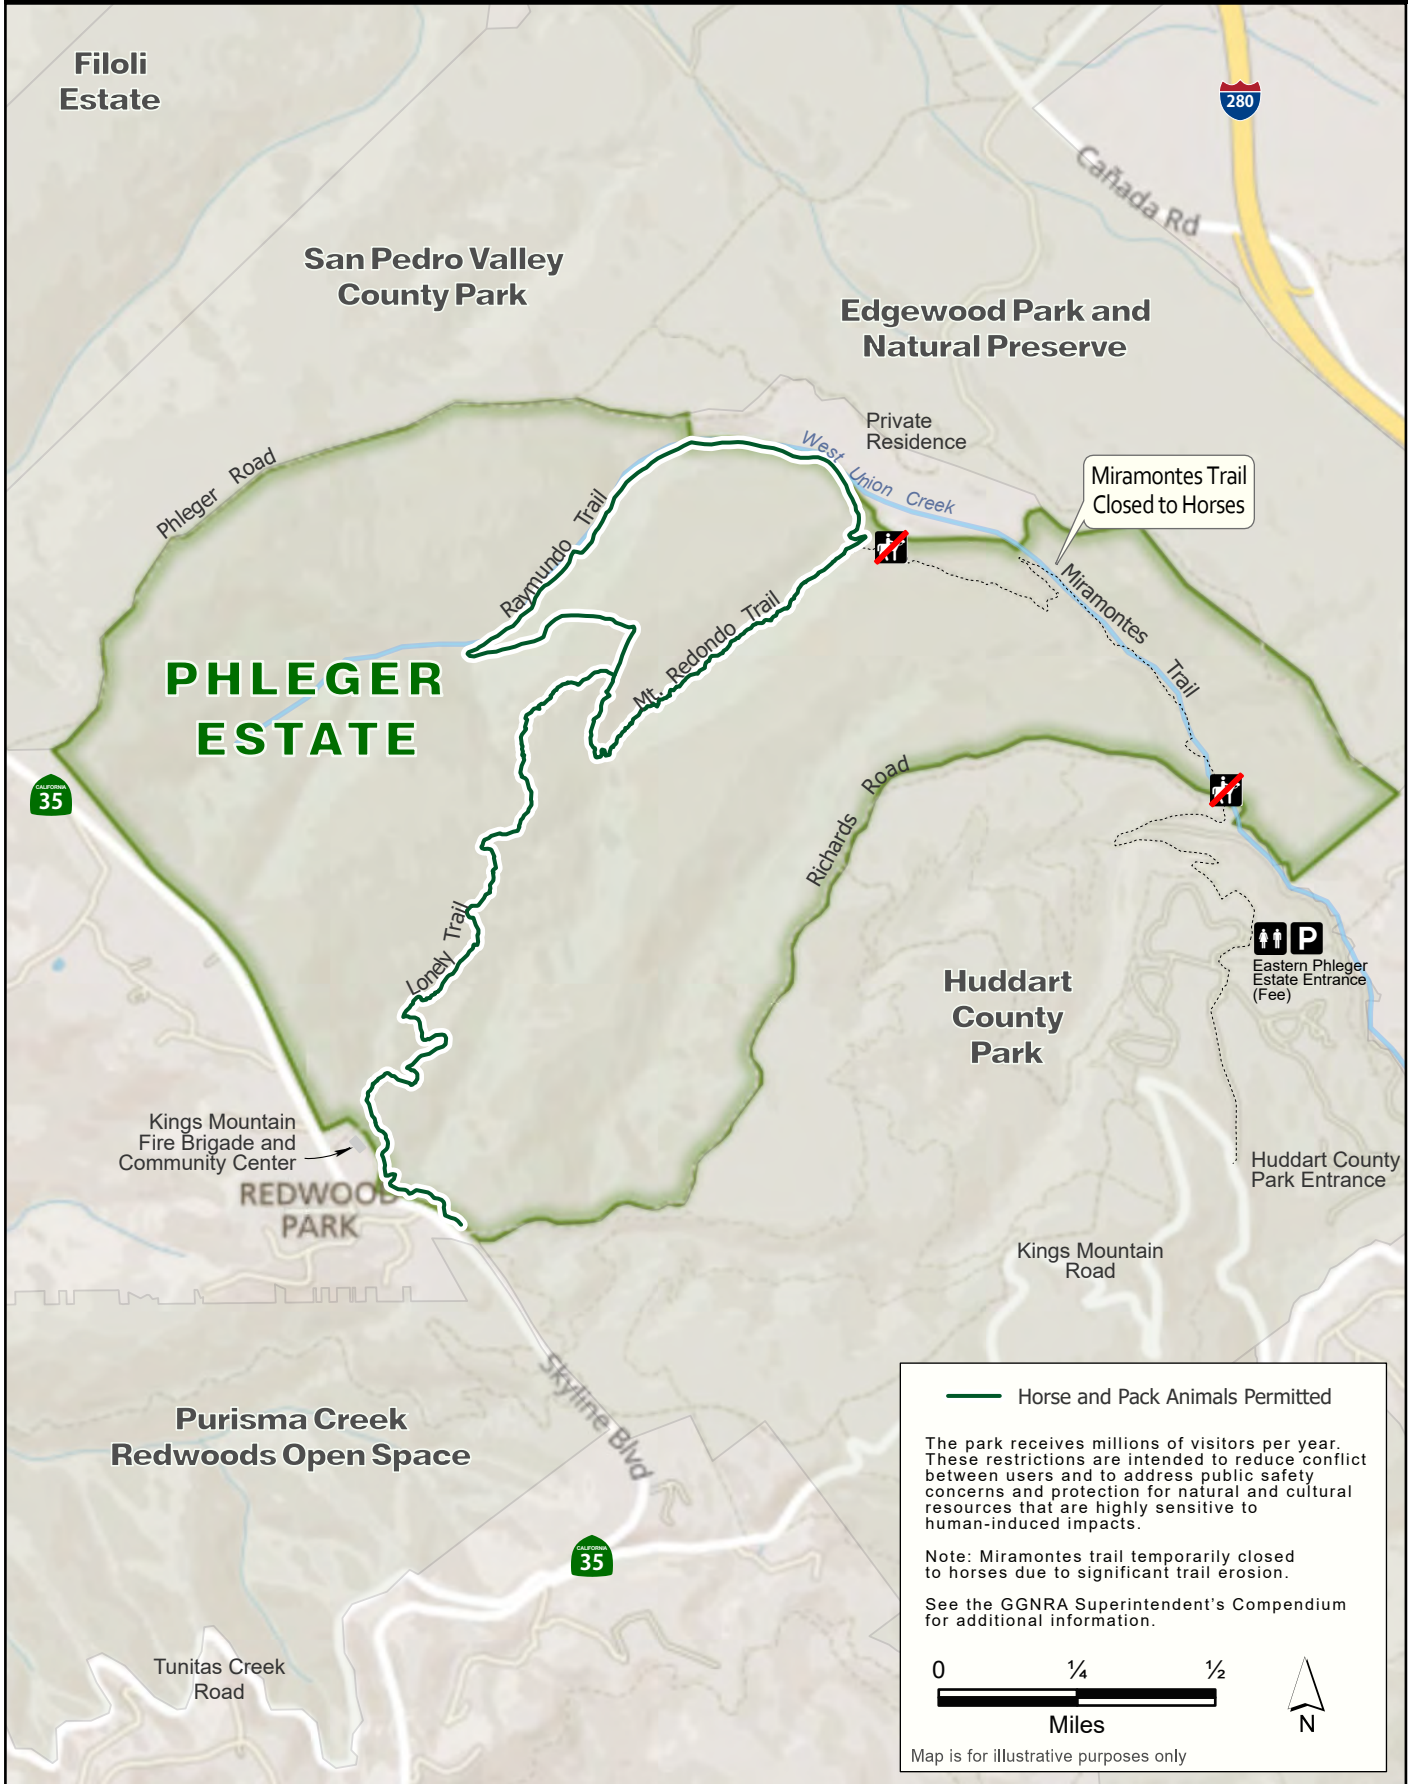 Filoli
Estate
280
Cañada Rd
San Pedro Valley
County Park
Edgewood Park and
Natural Preserve
Private
Residence
West Union Creek
Phleger Road
Miramontes Trail
Closed to Horses
Raymundo Trail
Miramontes Trail
Mt. Redondo Trail
PHLEGER
ESTATE
CALIFORNIA
35
Richards Road
Lonely Trail
P
Eastern Phleger
Estate Entrance
(Fee)
Huddart
County
Park
Kings Mountain
Fire Brigade and
Community Center
REDWOOD
PARK
Huddart County
Park Entrance
Kings Mountain
Road
Skyline Blvd
Purisma Creek
Redwoods Open Space
CALIFORNIA
35
Tunitas Creek
Road
Horse and Pack Animals Permitted
The park receives millions of visitors per year.
These restrictions are intended to reduce conflict
between users and to address public safety
concerns and protection for natural and cultural
resources that are highly sensitive to
human-induced impacts.
Note: Miramontes trail temporarily closed
to horses due to significant trail erosion.
See the GGNRA Superintendent's Compendium
for additional information.
0 ¼ ½
Miles
N
Map is for illustrative purposes only